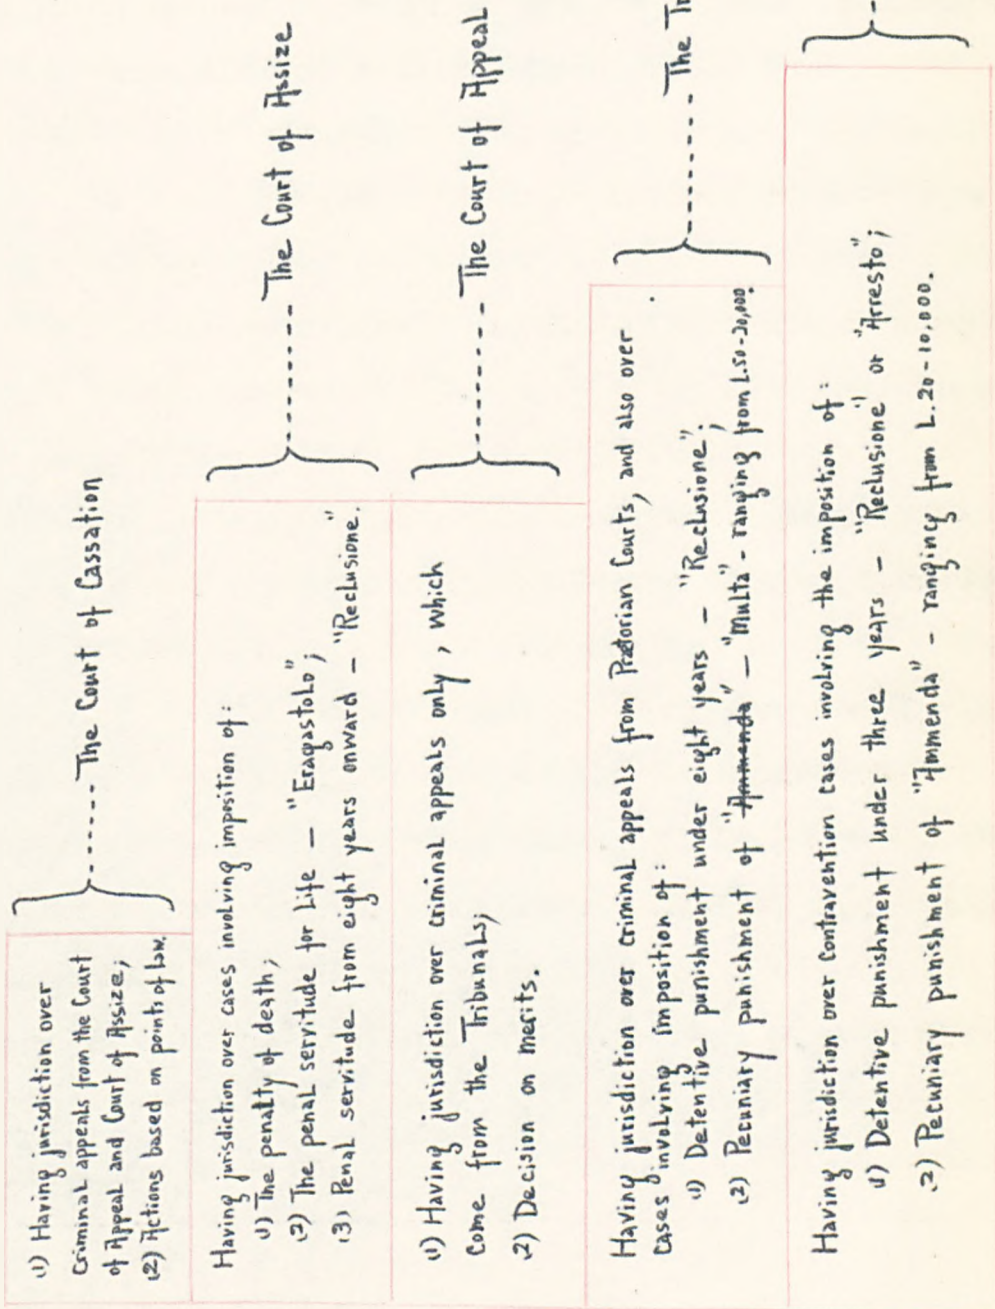 (1) Having jurisdiction over
Criminal appeals from the Court
of Appeal and Court of Assize;
(2) Actions based on points of law.
------ The Court of Cassation
Having jurisdiction over cases involving imposition of:
(1) The penalty of death;
(2) The penal servitude for life — "Eragastolo";
(3) Penal servitude from eight years onward — "Reclusione".
---------- The Court of Assize
(1) Having jurisdiction over criminal appeals only, which
Come from the Tribunals;
(2) Decision on merits.
-------- The Court of Appeal
Having jurisdiction over criminal appeals from Pretorian Courts, and also over
cases involving imposition of:
(1) Detentive punishment under eight years — "Reclusione";
(2) Pecuniary punishment of "Ammenda" — "Multa" - ranging from L.50-20,000.
--------- The
Having jurisdiction over contravention cases involving the imposition of:
(1) Detentive punishment under three years — "Reclusione" or "Arresto";
(2) Pecuniary punishment of "Ammenda" - ranging from L.20-10,000.